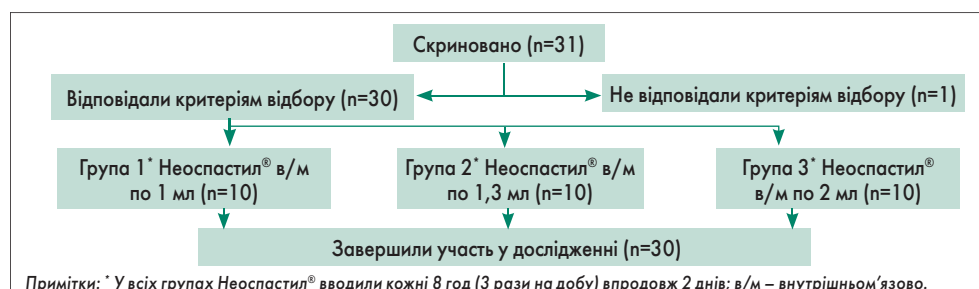 Скриновано (n=31)
Відповідали критеріям відбору (n=30)
Не відповідали критеріям відбору (n=1)
Група 1* Неоспастил® в/м
по 1 мл (n=10)
Група 2* Неоспастил® в/м
по 1,3 мл (n=10)
Група 3* Неоспастил®
в/м по 2 мл (n=10)
Завершили участь у дослідженні (n=30)
Примітки: * У всіх групах Неоспастил® вводили кожні 8 год (3 рази на добу) впродовж 2 днів; в/м – внутрішньом’язово.